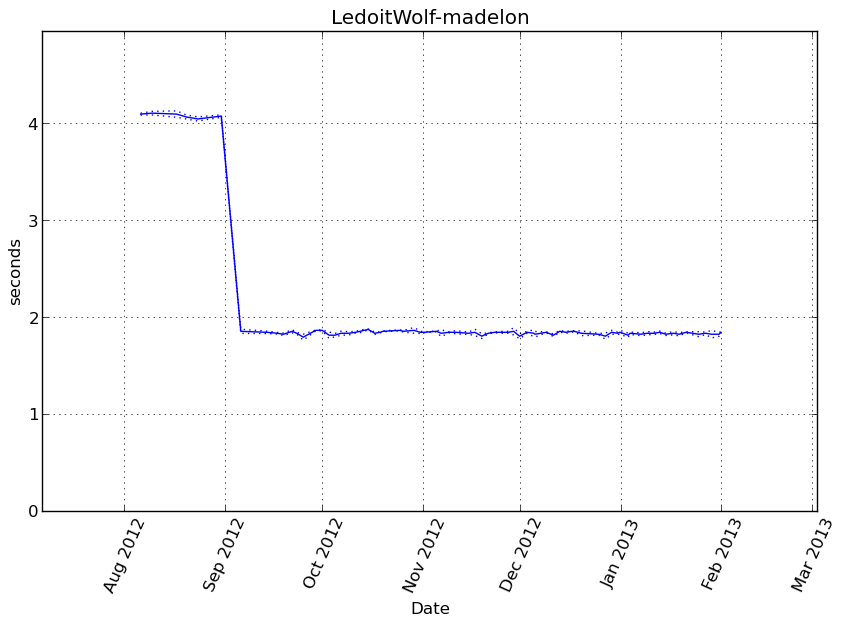 LedoitWolf-madelon
4
3
2
1
0
seconds
Aug 2012
Sep 2012
Oct 2012
Nov 2012
Dec 2012
Jan 2013
Feb 2013
Mar 2013
Date